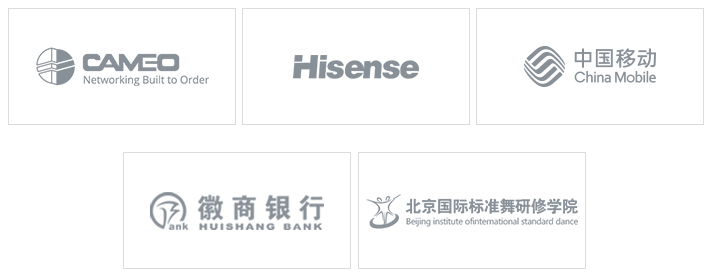 CAMEO
Networking Built to Order
Hisense
中国移动
China Mobile
ank
徽商银行
HUISHANG BANK
北京国际标准舞研修学院
Beijing institute ofinternational standard dance